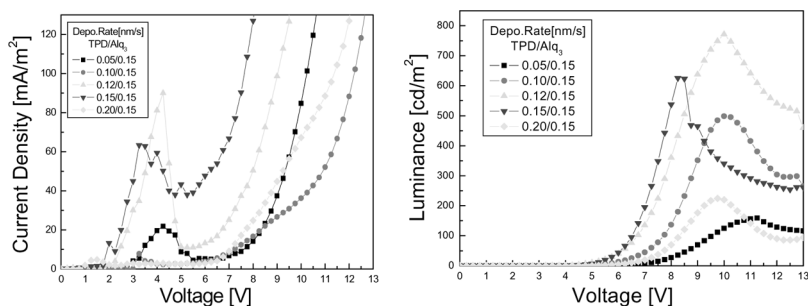 Current Density [mA/m²]
120
100
80
60
40
20
0
Depo.Rate[nm/s]
TPD/Alq₃
0.05/0.15
0.10/0.15
0.12/0.15
0.15/0.15
0.20/0.15
0 1 2 3 4 5 6 7 8 9 10 11 12 13
Voltage [V]
Luminance [cd/m²]
850
800
700
600
500
400
300
200
100
0
Depo.Rate[nm/s]
TPD/Alq₃
0.05/0.15
0.10/0.15
0.12/0.15
0.15/0.15
0.20/0.15
0 1 2 3 4 5 6 7 8 9 10 11 12 13
Voltage [V]